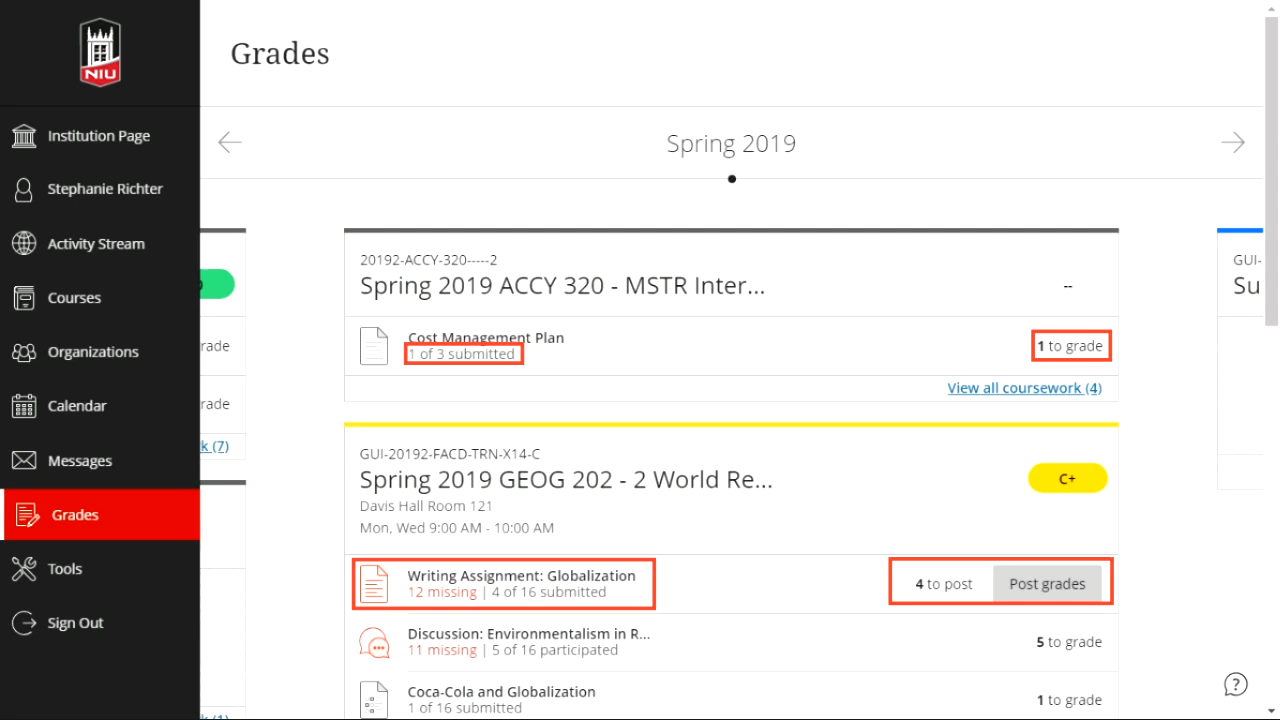 NIU
Institution Page
Stephanie Richter
Activity Stream
Courses
Organizations
Calendar
Messages
Grades
Tools
Sign Out
Grades
Spring 2019
rade
rade
k (7)
20192-ACCY-320-----2
Spring 2019 ACCY 320 - MSTR Inter...
--
Cost Management Plan
1 of 3 submitted
1 to grade
View all coursework (4)
GUI-20192-FACD-TRN-X14-C
Spring 2019 GEOG 202 - 2 World Re...
C+
Davis Hall Room 121
Mon, Wed 9:00 AM - 10:00 AM
Writing Assignment: Globalization
12 missing | 4 of 16 submitted
4 to post
Post grades
Discussion: Environmentalism in R...
11 missing | 5 of 16 participated
5 to grade
Coca-Cola and Globalization
1 of 16 submitted
1 to grade
GUI-
Su